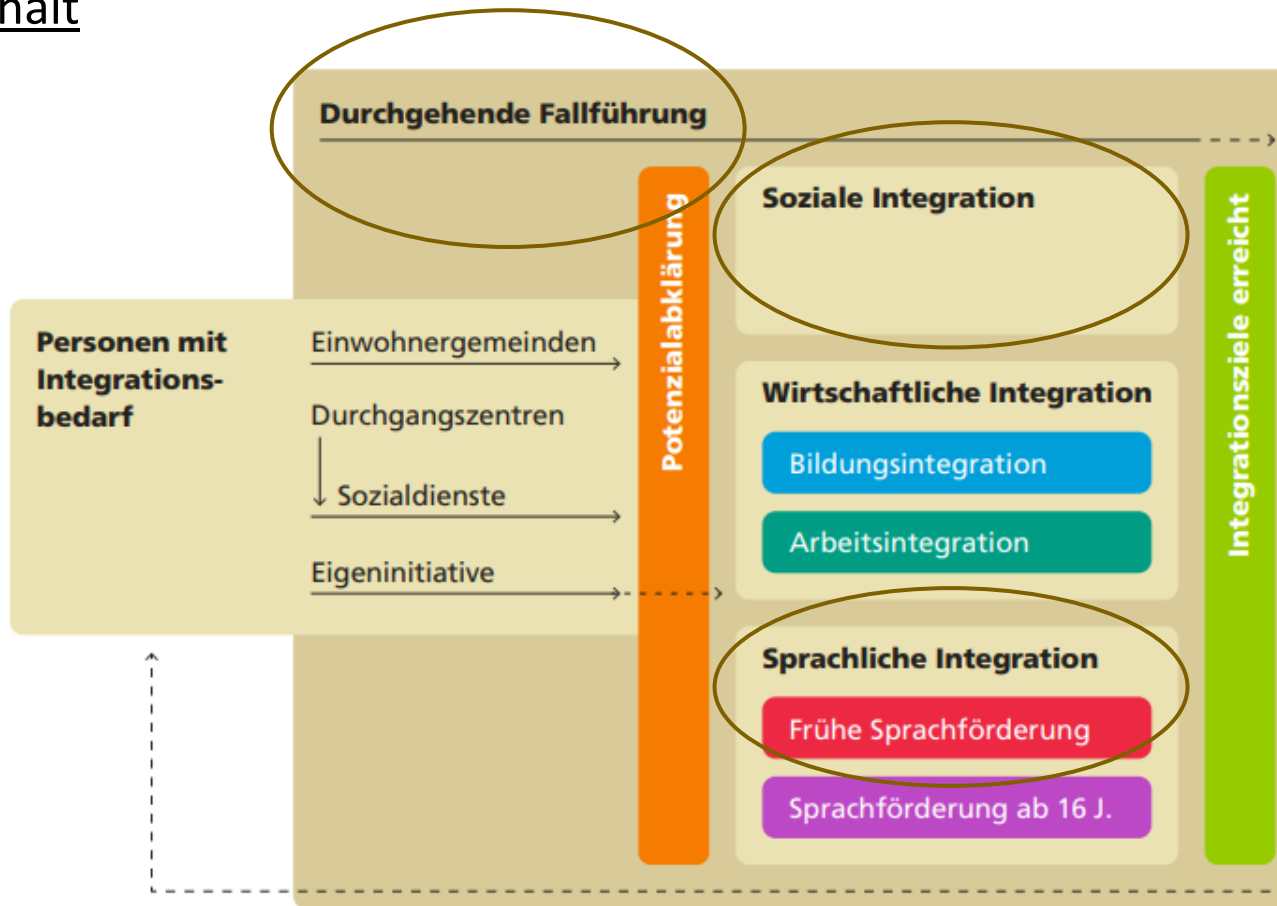 Durchgehende Fallführung
Personen mit
Integrations-
bedarf
Einwohnergemeinden
Durchgangszentren
Sozialdienste
Eigeninitiative
Potenzialabklärung
Soziale Integration
Wirtschaftliche Integration
Bildungsintegration
Arbeitsintegration
Sprachliche Integration
Frühe Sprachförderung
Sprachförderung ab 16 J.
Integrationsziele erreicht